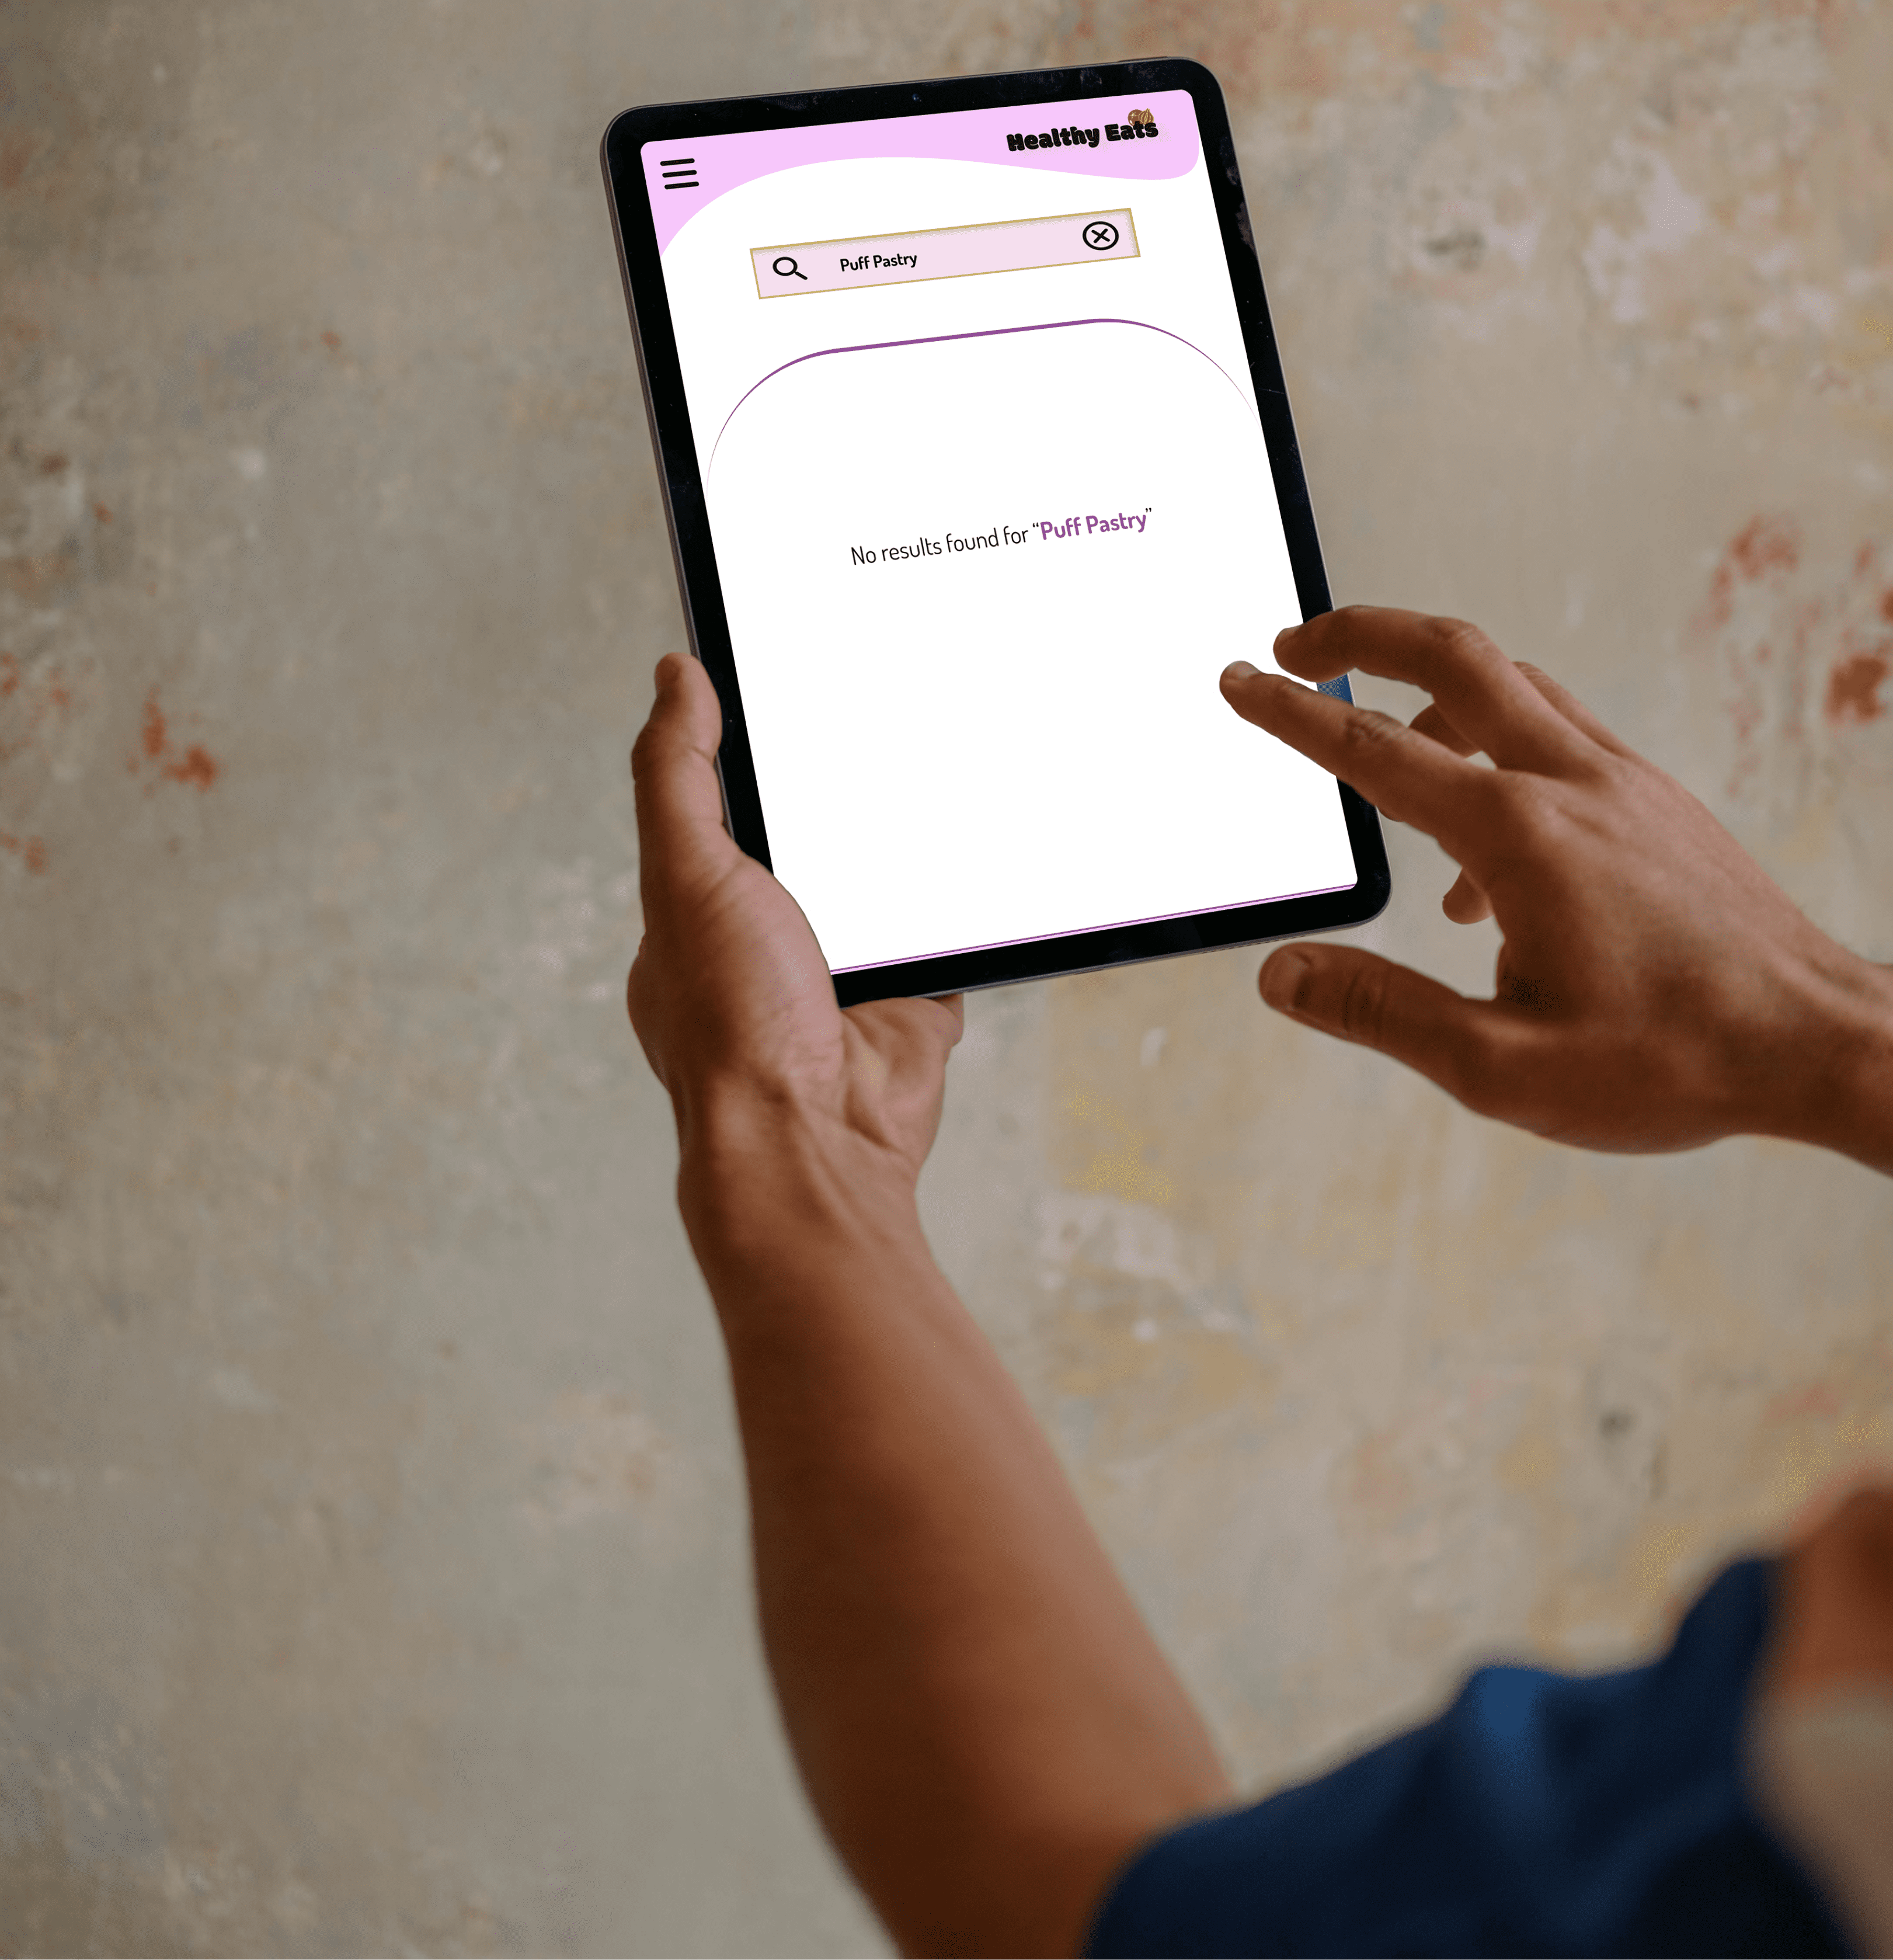 Healthy Eats
Puff Pastry
No results found for “Puff Pastry”